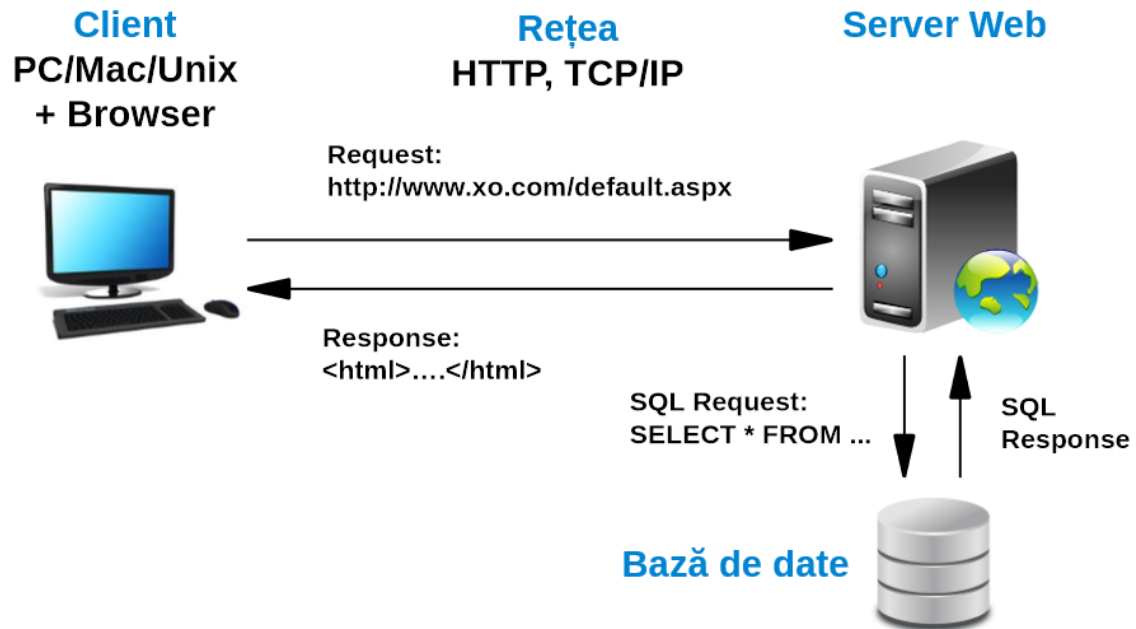 Client
PC/Mac/Unix
+ Browser
Rețea
HTTP, TCP/IP
Server Web
Request:
http://www.xo.com/default.aspx
Response:
<html>....</html>
SQL Request:
SELECT * FROM ...
SQL
Response
Bază de date